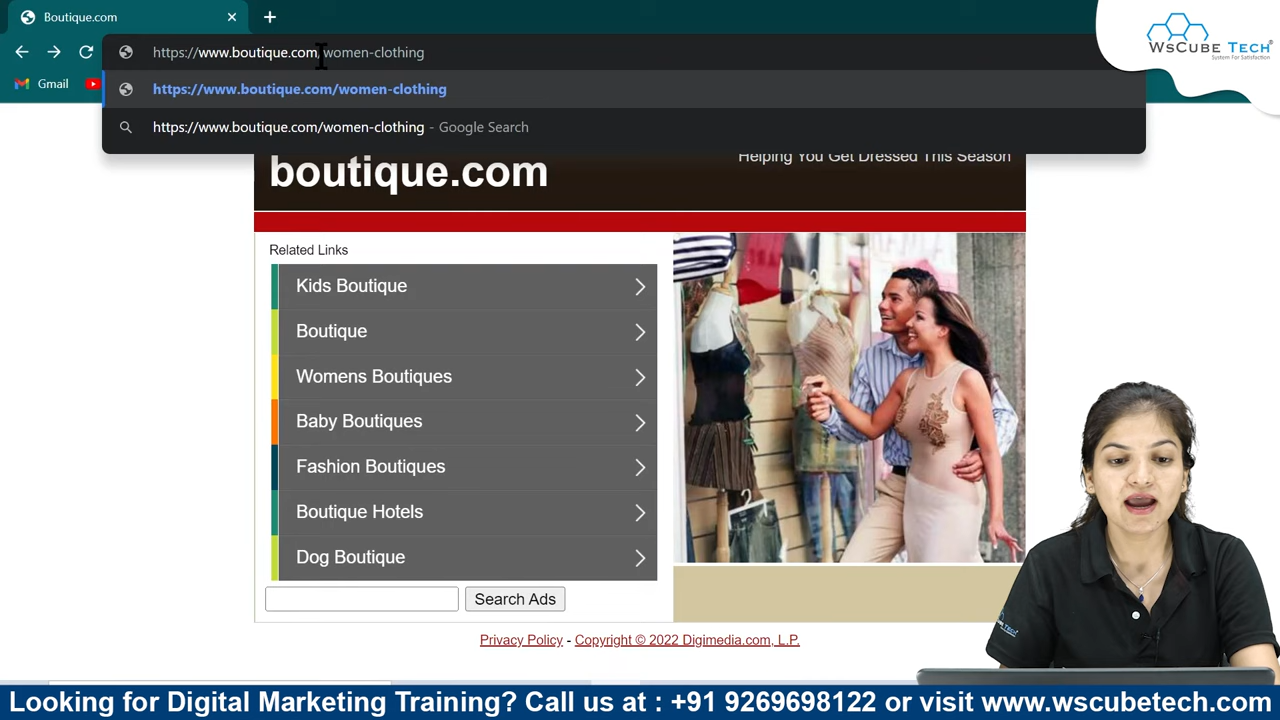 Boutique.com
https://www.boutique.com/women-clothing
Gmail
https://www.boutique.com/women-clothing
https://www.boutique.com/women-clothing - Google Search
WsCube Tech
System For Satisfaction
boutique.com
Helping You Get Dressed This Season
Related Links
Kids Boutique
Boutique
Womens Boutiques
Baby Boutiques
Fashion Boutiques
Boutique Hotels
Dog Boutique
Search Ads
Privacy Policy - Copyright © 2022 Digimedia.com, L.P.
Looking for Digital Marketing Training? Call us at : +91 9269698122 or visit www.wscubetech.com